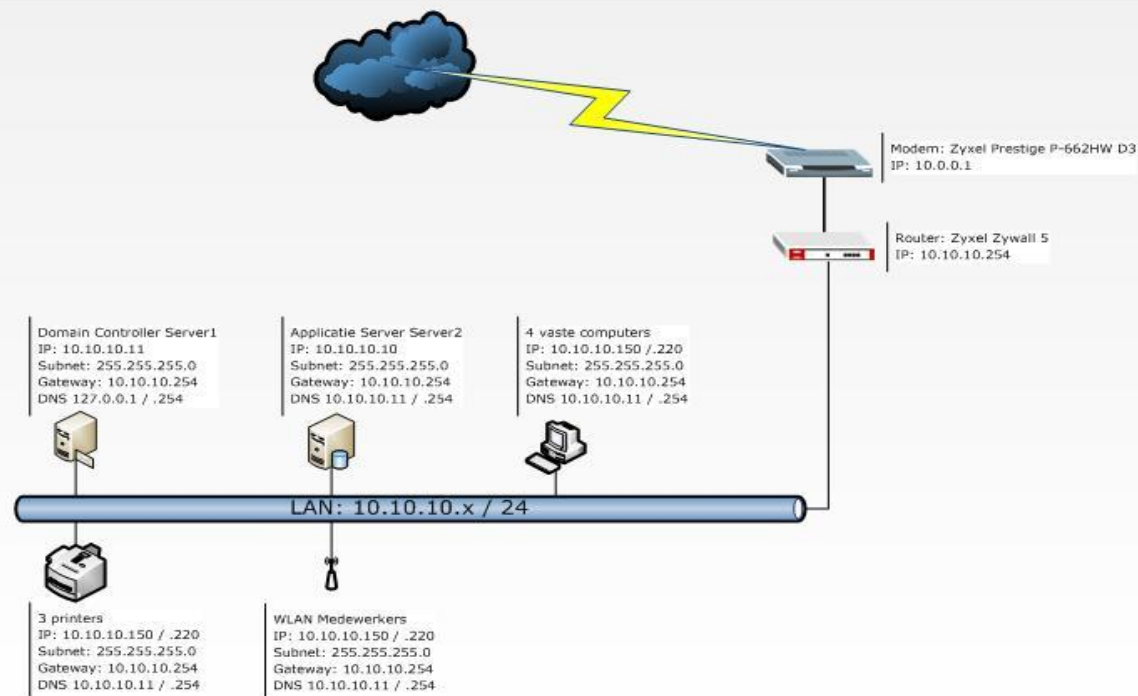 Modem: Zyxel Prestige P-662HW D3
IP: 10.0.0.1
Router: Zyxel Zywall 5
IP: 10.10.10.254
Domain Controller Server1
IP: 10.10.10.11
Subnet: 255.255.255.0
Gateway: 10.10.10.254
DNS 127.0.0.1 / .254
Applicatie Server Server2
IP: 10.10.10.10
Subnet: 255.255.255.0
Gateway: 10.10.10.254
DNS 10.10.10.11 / .254
4 vaste computers
IP: 10.10.10.150 /.220
Subnet: 255.255.255.0
Gateway: 10.10.10.254
DNS 10.10.10.11 / .254
LAN: 10.10.10.x / 24
3 printers
IP: 10.10.10.150 / .220
Subnet: 255.255.255.0
Gateway: 10.10.10.254
DNS 10.10.10.11 / .254
WLAN Medewerkers
IP: 10.10.10.150 / .220
Subnet: 255.255.255.0
Gateway: 10.10.10.254
DNS 10.10.10.11 / .254